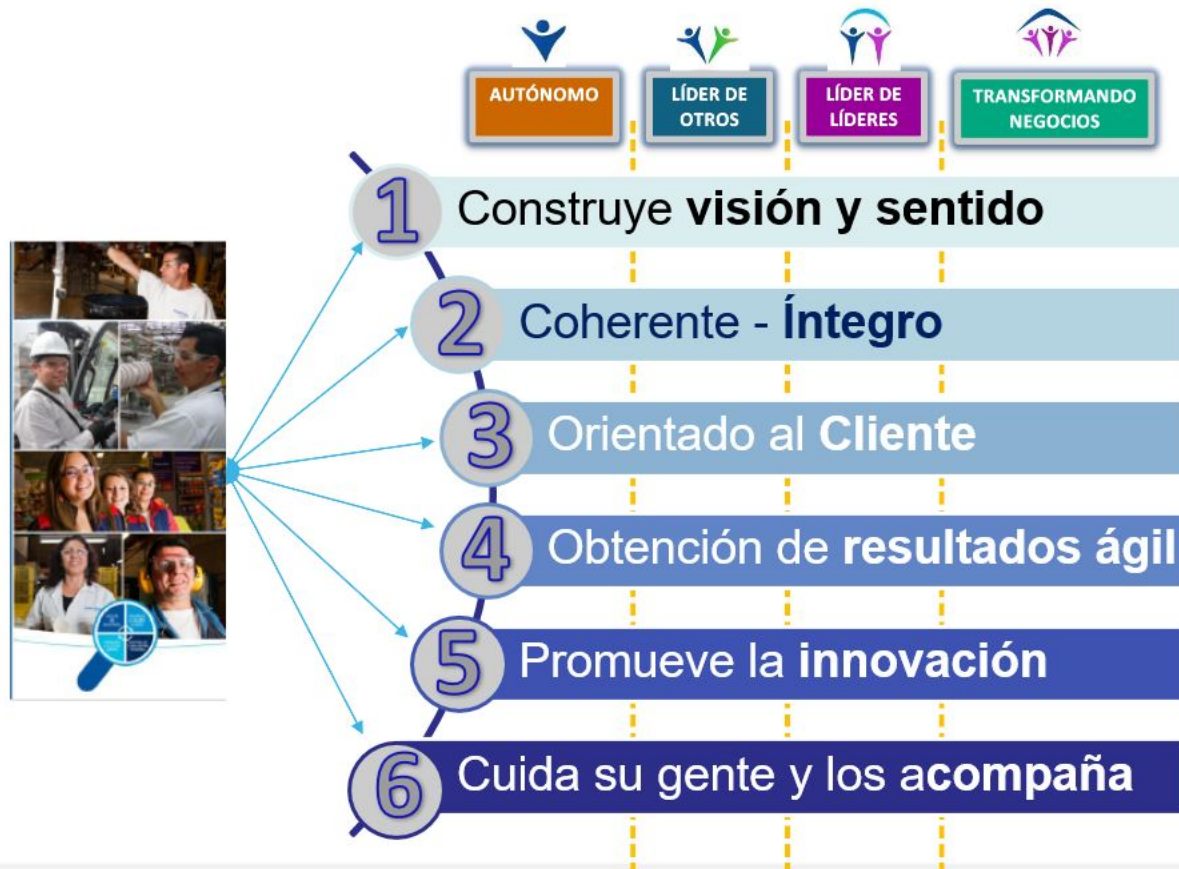 AUTÓNOMO
LÍDER DE
OTROS
LÍDER DE
LÍDERES
TRANSFORMANDO
NEGOCIOS
1 Construye visión y sentido
2 Coherente - Íntegro
3 Orientado al Cliente
4 Obtención de resultados ágil
5 Promueve la innovación
6 Cuida su gente y los acompaña